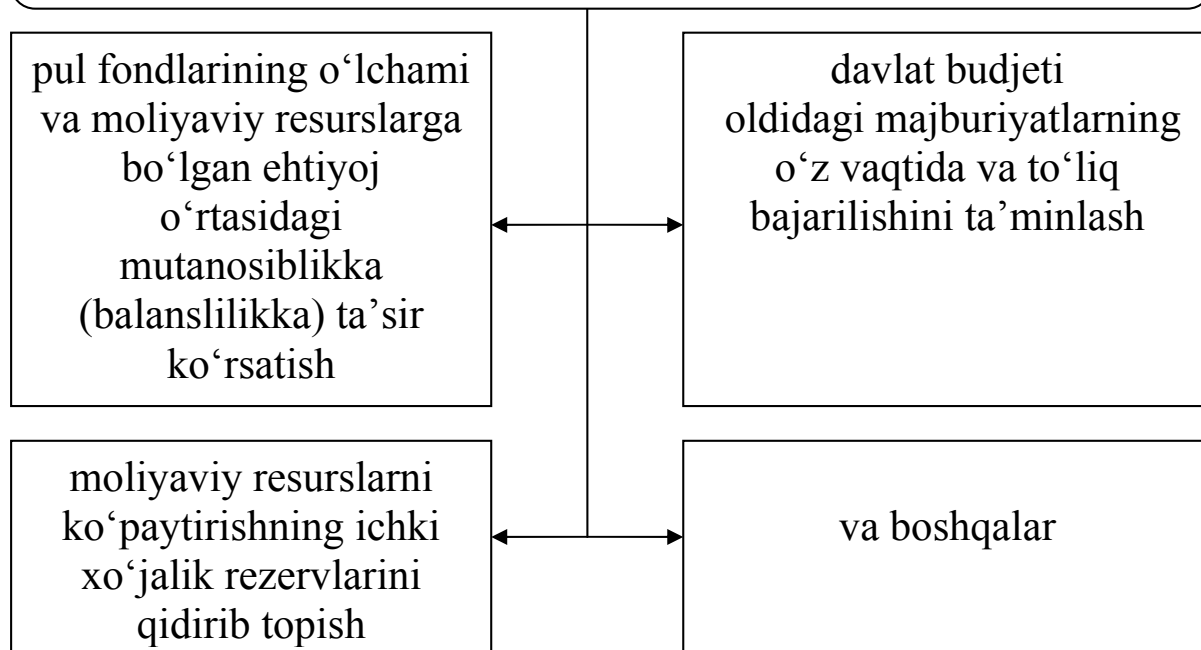 pul fondlarining o‘lchami
va moliyaviy resurslarga
bo‘lgan ehtiyoj
o‘rtasidagi
mutanosiblikka
(balanslilikka) ta’sir
ko‘rsatish
davlat budjeti
oldidagi majburiyatlarning
o‘z vaqtida va to‘liq
bajarilishini ta’minlash
moliyaviy resurslarni
ko‘paytirishning ichki
xo‘jalik rezervlarini
qidirib topish
va boshqalar